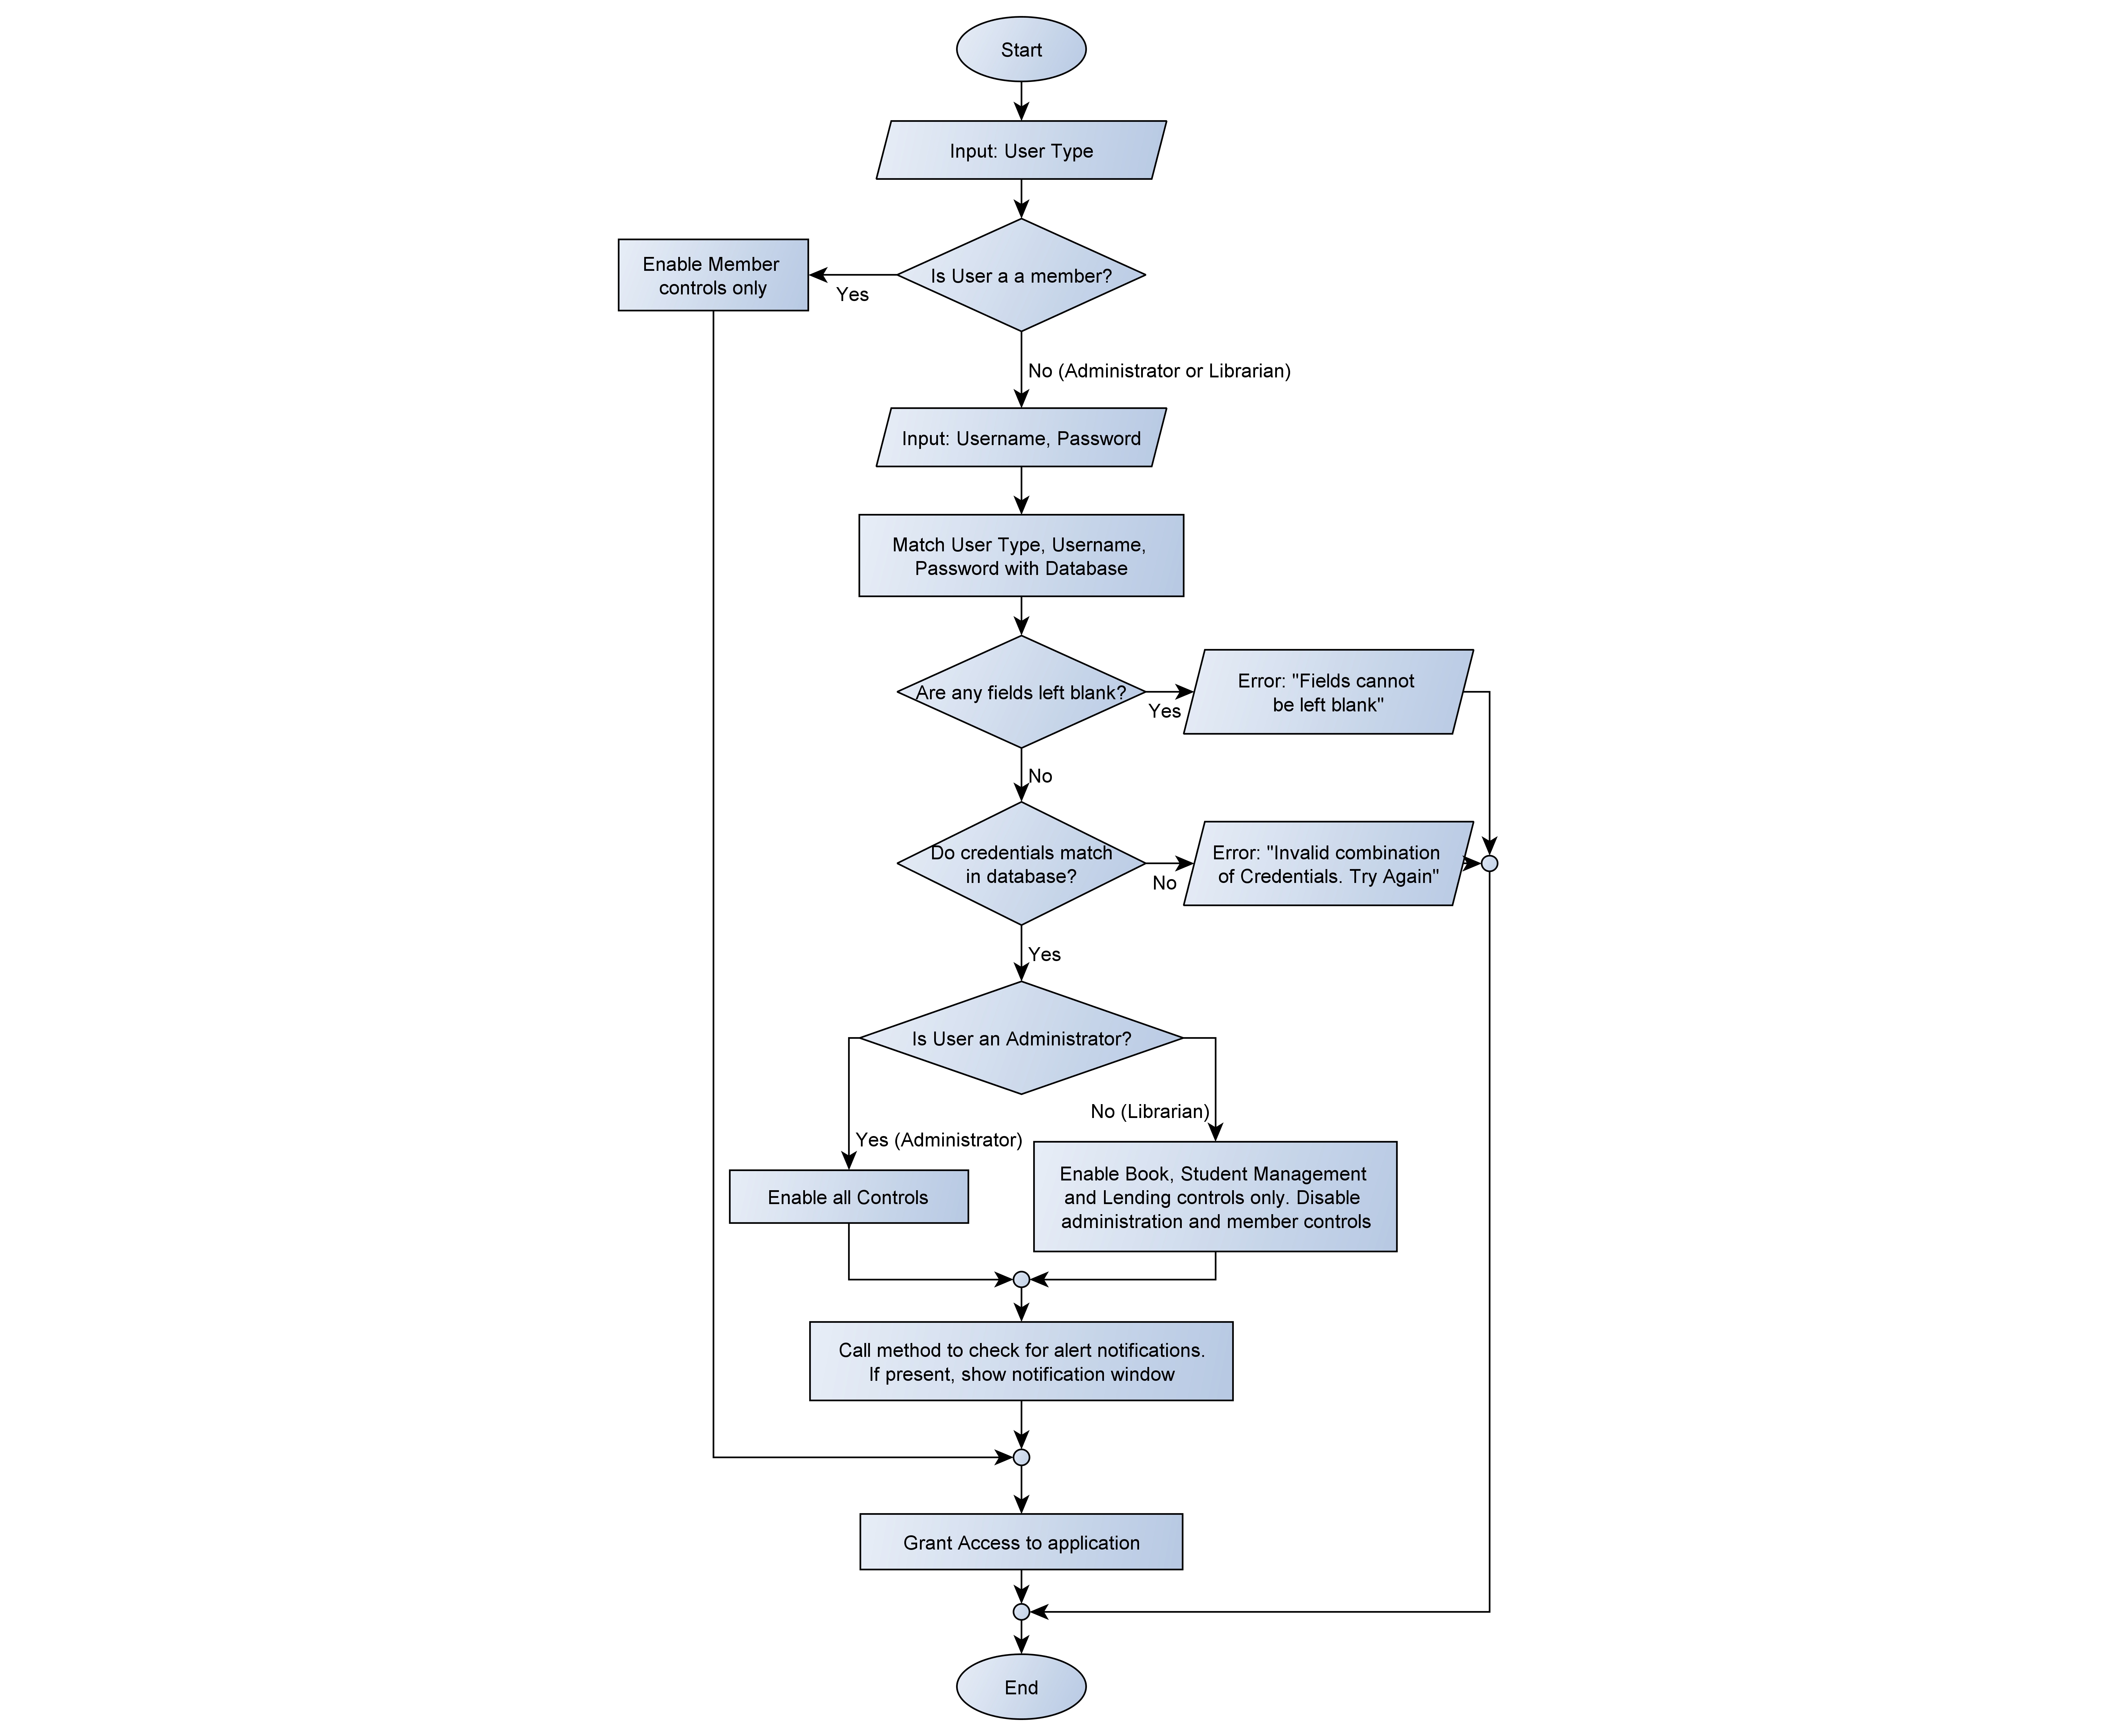 Start
Input: User Type
Is User a a member?
Yes
Enable Member
controls only
No (Administrator or Librarian)
Input: Username, Password
Match User Type, Username,
Password with Database
Are any fields left blank?
Yes
Error: "Fields cannot
be left blank"
No
Do credentials match
in database?
No
Error: "Invalid combination
of Credentials. Try Again"
Yes
Is User an Administrator?
Yes (Administrator)
No (Librarian)
Enable all Controls
Enable Book, Student Management
and Lending controls only. Disable
administration and member controls
Call method to check for alert notifications.
If present, show notification window
Grant Access to application
End